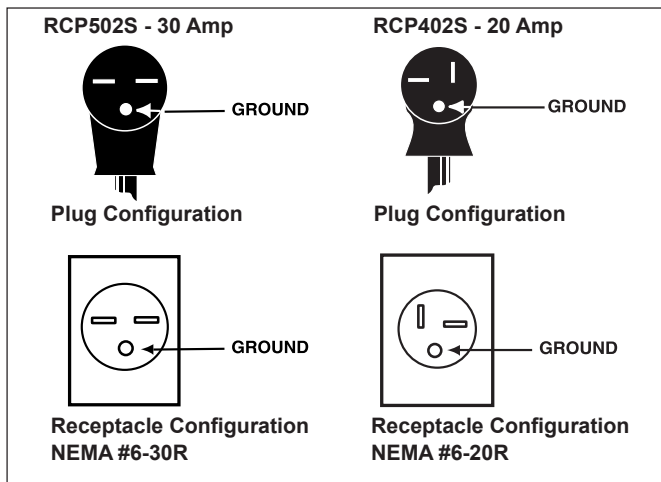 RCP502S - 30 Amp
GROUND
Plug Configuration
GROUND
Receptacle Configuration
NEMA #6-30R
RCP402S - 20 Amp
GROUND
Plug Configuration
GROUND
Receptacle Configuration
NEMA #6-20R